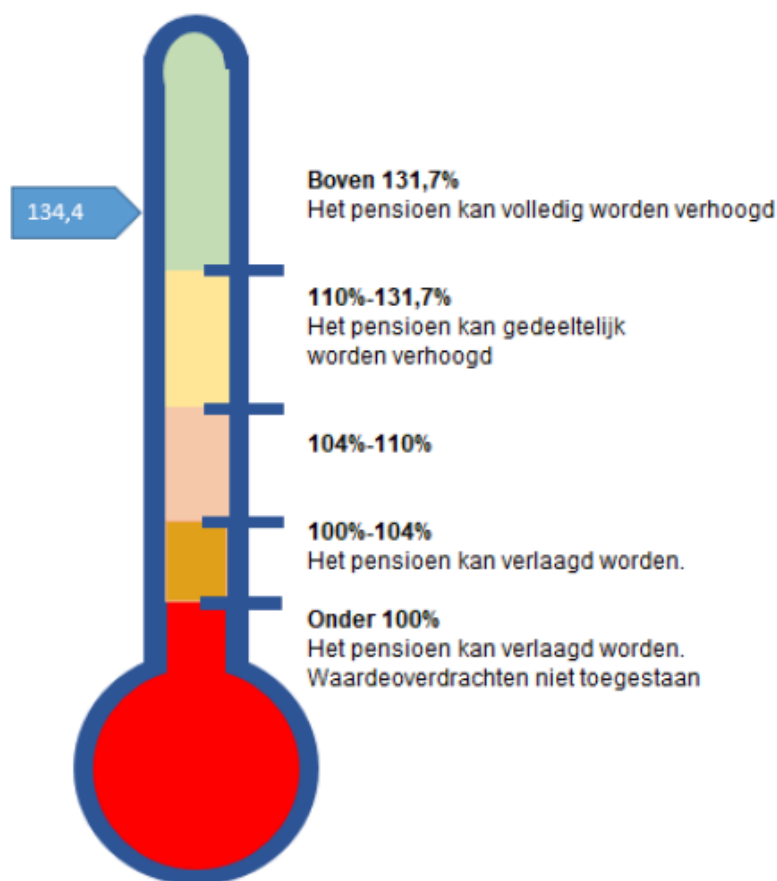 Boven 131,7%
Het pensioen kan volledig worden verhoogd
134,4
110%-131,7%
Het pensioen kan gedeeltelijk
worden verhoogd
104%-110%
100%-104%
Het pensioen kan verlaagd worden.
Onder 100%
Het pensioen kan verlaagd worden.
Waardeoverdrachten niet toegestaan